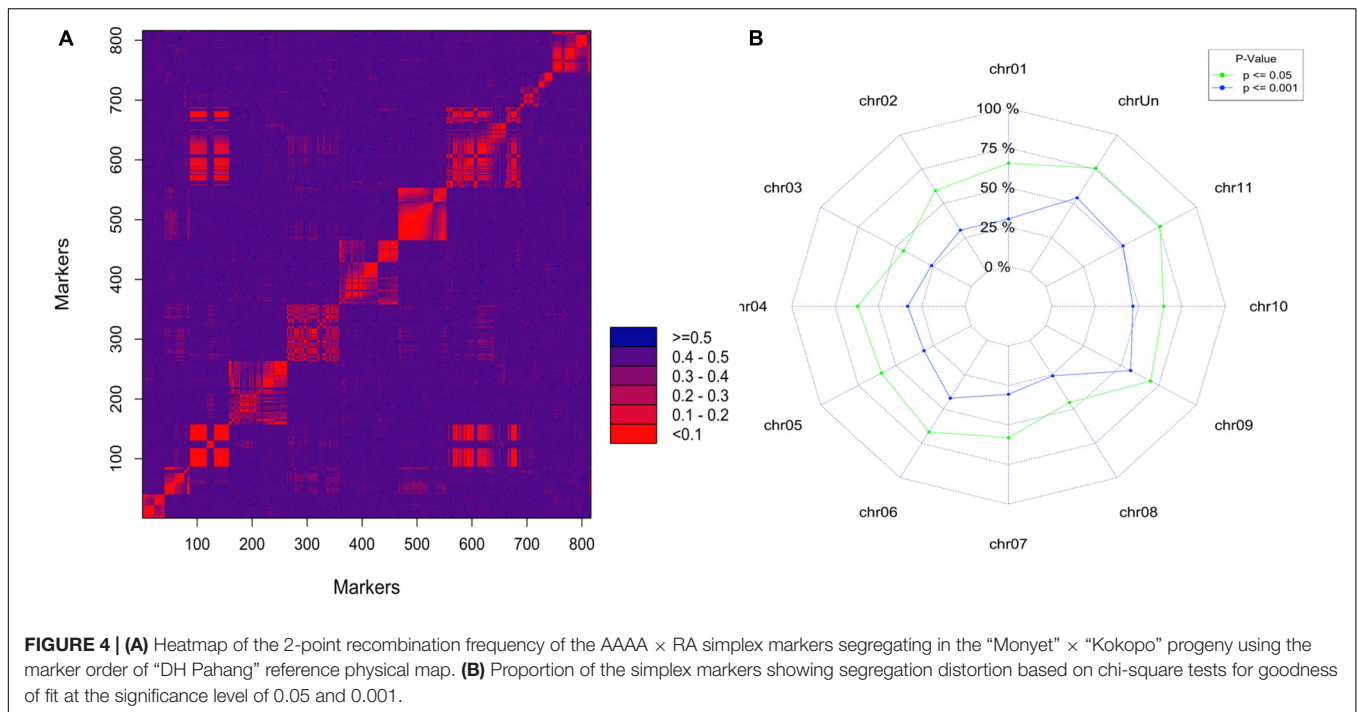 A
800
700
600
500
400
300
200
100
Markers
100 200 300 400 500 600 700 800
Markers
>=0.5
0.4 - 0.5
0.3 - 0.4
0.2 - 0.3
0.1 - 0.2
<0.1
B
P-Value
p <= 0.05
p <= 0.001
chr01
chr02
chrUn
100 %
75 %
50 %
25 %
0 %
chr03
chr11
nr04
chr10
chr05
chr09
chr06
chr08
chr07
FIGURE 4 | (A) Heatmap of the 2-point recombination frequency of the AAAA × RA simplex markers segregating in the “Monyet” × “Kokopo” progeny using the
marker order of “DH Pahang” reference physical map. (B) Proportion of the simplex markers showing segregation distortion based on chi-square tests for goodness
of fit at the significance level of 0.05 and 0.001.